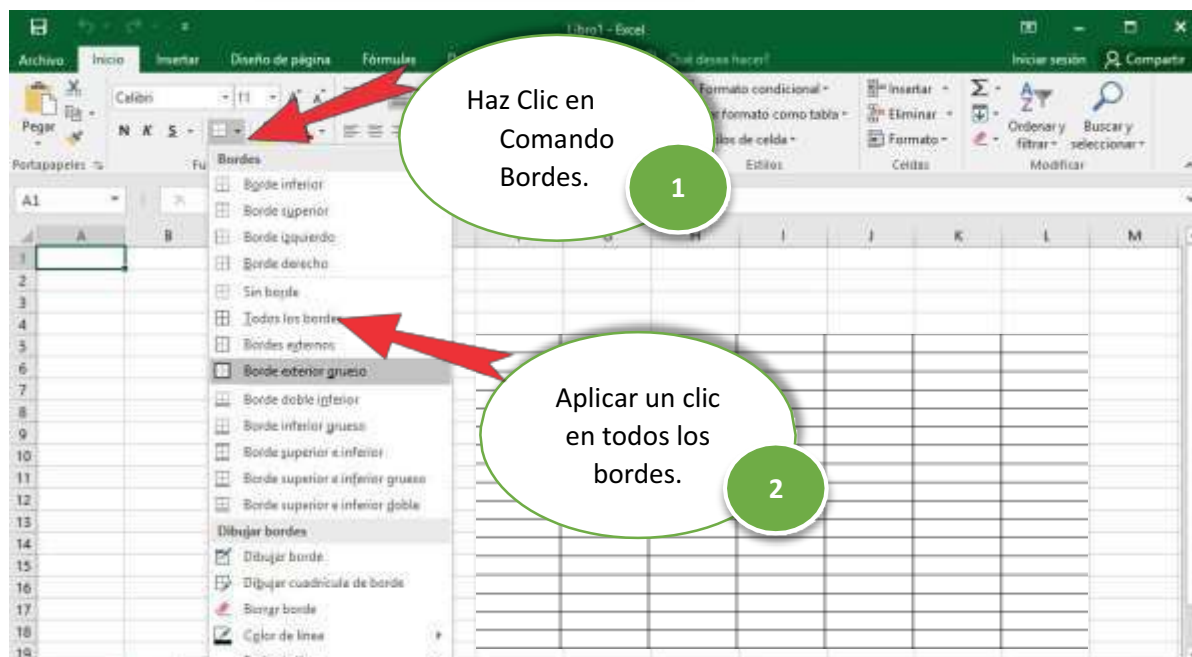 Libro1 - Excel
Archivo Inicio Insertar Diseño de página Fórmulas ¿Qué desea hacer? Iniciar sesión Compartir
Pegar
Calibri 11
N K S
Portapapeles
Formato condicional
formato como tabla
de celda
Estilos
Insertar
Eliminar
Formato
Celdas
Ordenar y filtrar
Buscar y seleccionar
Modificar
Haz Clic en
Comando
Bordes.
1
A1
A B H I J K L M
1
2
3
4
5
6
7
8
9
10
11
12
13
14
15
16
17
18
19
Bordes
Borde inferior
Borde superior
Borde izquierdo
Borde derecho
Sin borde
Todos los bordes
Bordes externos
Borde exterior grueso
Borde doble inferior
Borde inferior grueso
Borde superior e inferior
Borde superior e inferior grueso
Borde superior e inferior doble
Dibujar bordes
Dibujar borde
Dibujar cuadrícula de borde
Borrar borde
Color de línea
Aplicar un clic
en todos los
bordes.
2